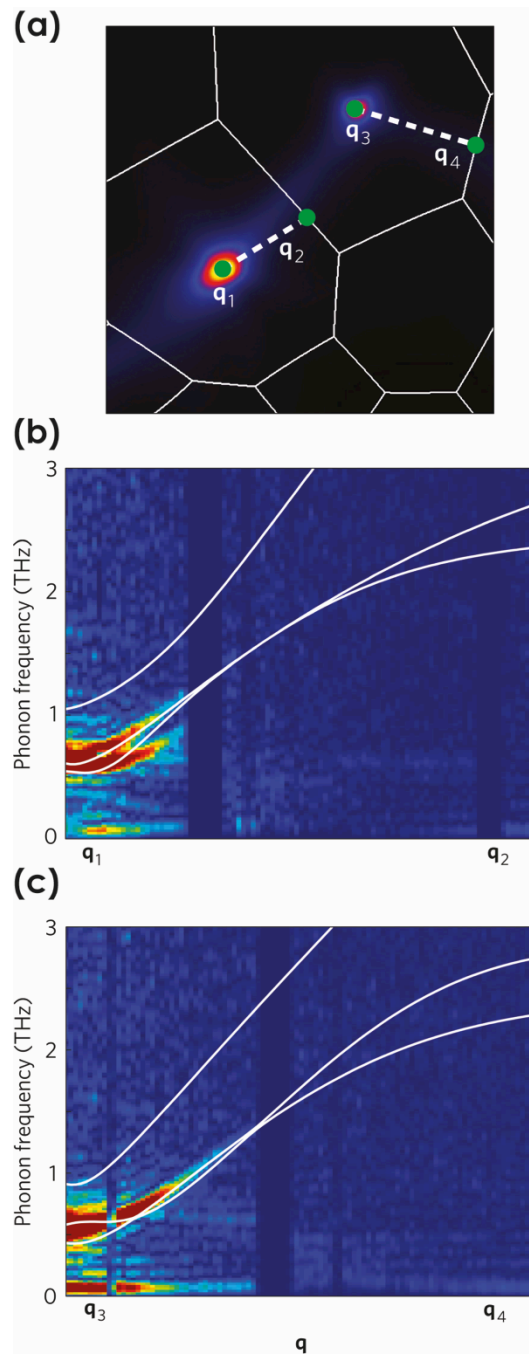 (a)
q3
q4
q2
q1
(b)
3
2
1
0
Phonon frequency (THz)
q1 q2
(c)
3
2
1
0
Phonon frequency (THz)
q3 q4
q